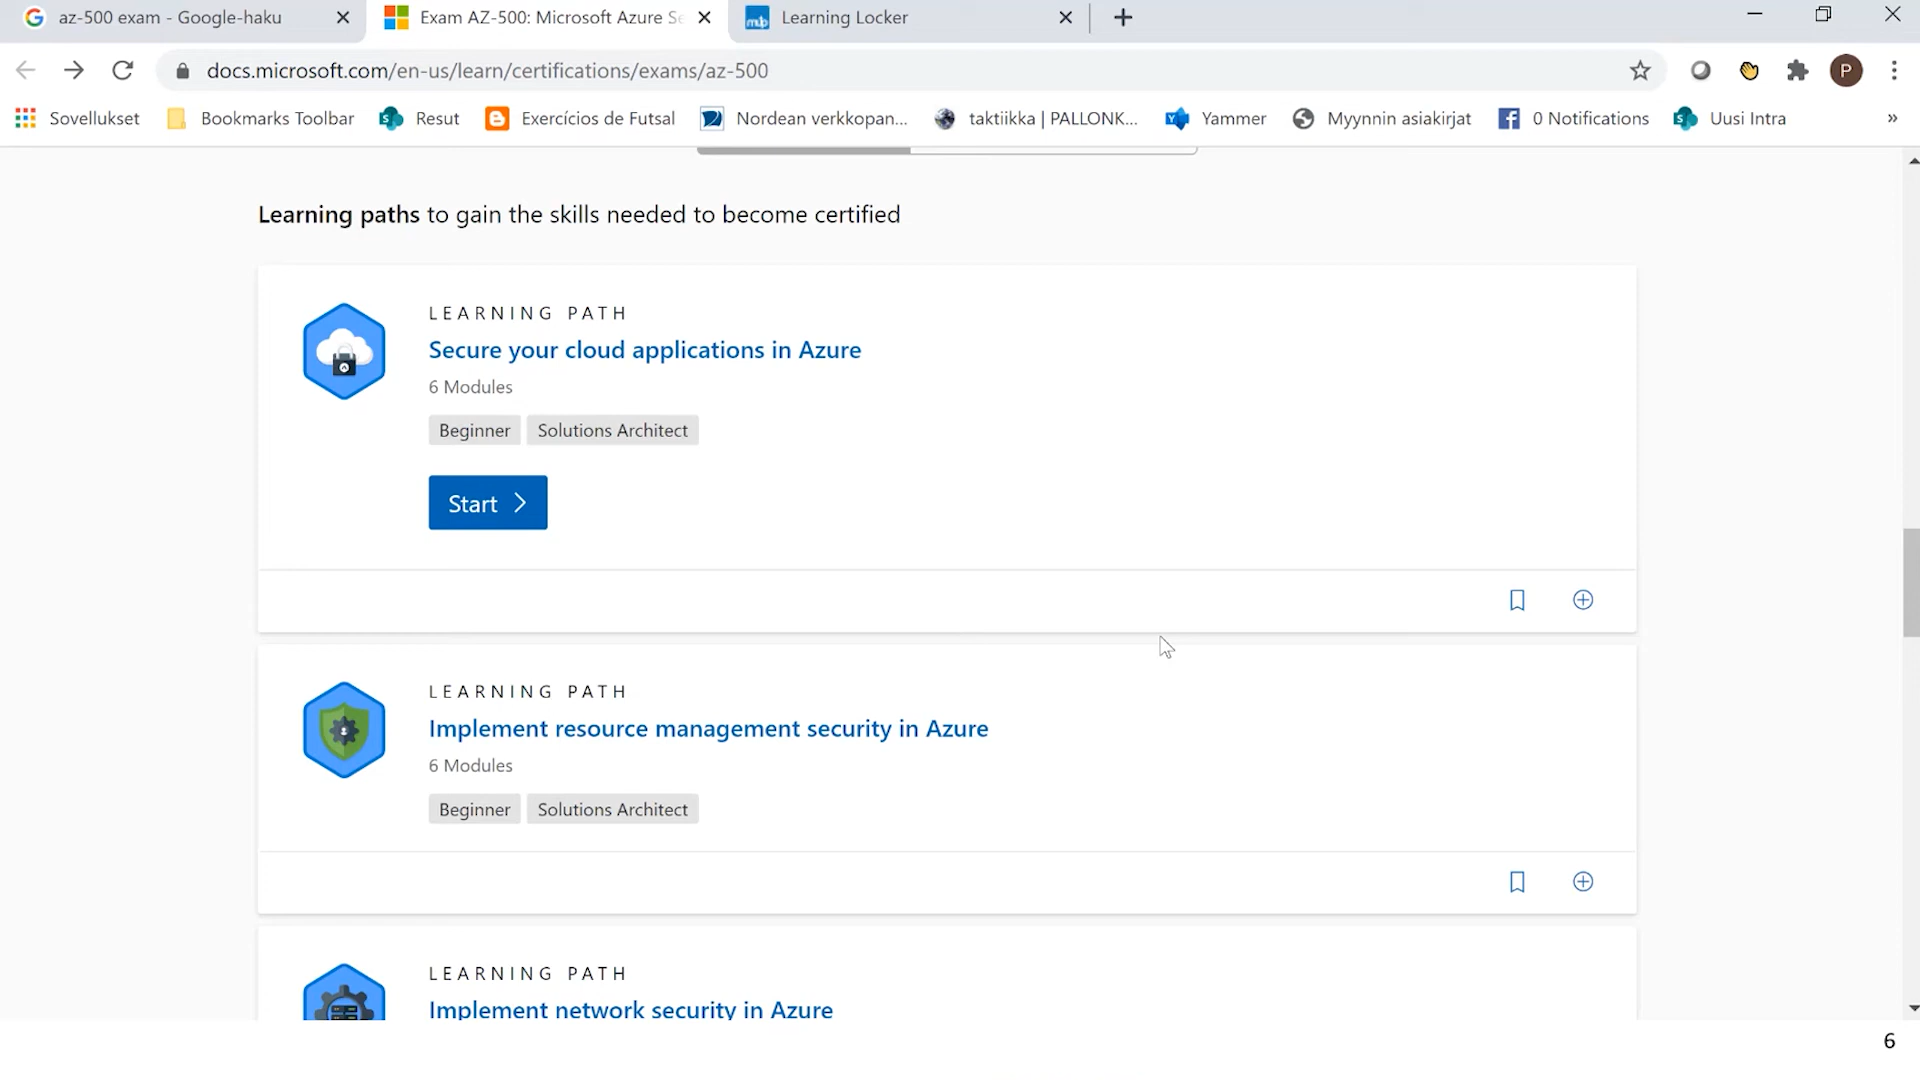 az-500 exam - Google-haku
Exam AZ-500: Microsoft Azure Se
Learning Locker
docs.microsoft.com/en-us/learn/certifications/exams/az-500
P
Sovellukset
Bookmarks Toolbar
Resut
Exercícios de Futsal
Nordean verkkopan...
taktiikka | PALLONK...
Yammer
Myynnin asiakirjat
0 Notifications
Uusi Intra
»
Learning paths to gain the skills needed to become certified
LEARNING PATH
Secure your cloud applications in Azure
6 Modules
Beginner
Solutions Architect
Start
LEARNING PATH
Implement resource management security in Azure
6 Modules
Beginner
Solutions Architect
LEARNING PATH
Implement network security in Azure
6